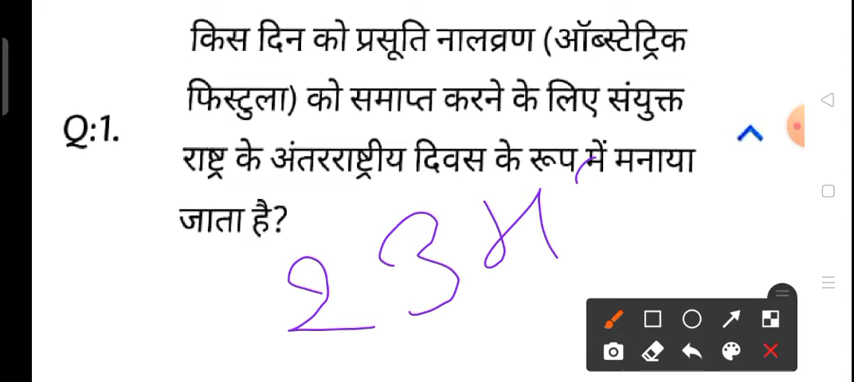 किस दिन को प्रसूति नालव्रण (ऑब्स्टेट्रिक
Q:1. फिस्टुला) को समाप्त करने के लिए संयुक्त
राष्ट्र के अंतरराष्ट्रीय दिवस के रूप में मनाया
जाता है?
23 म